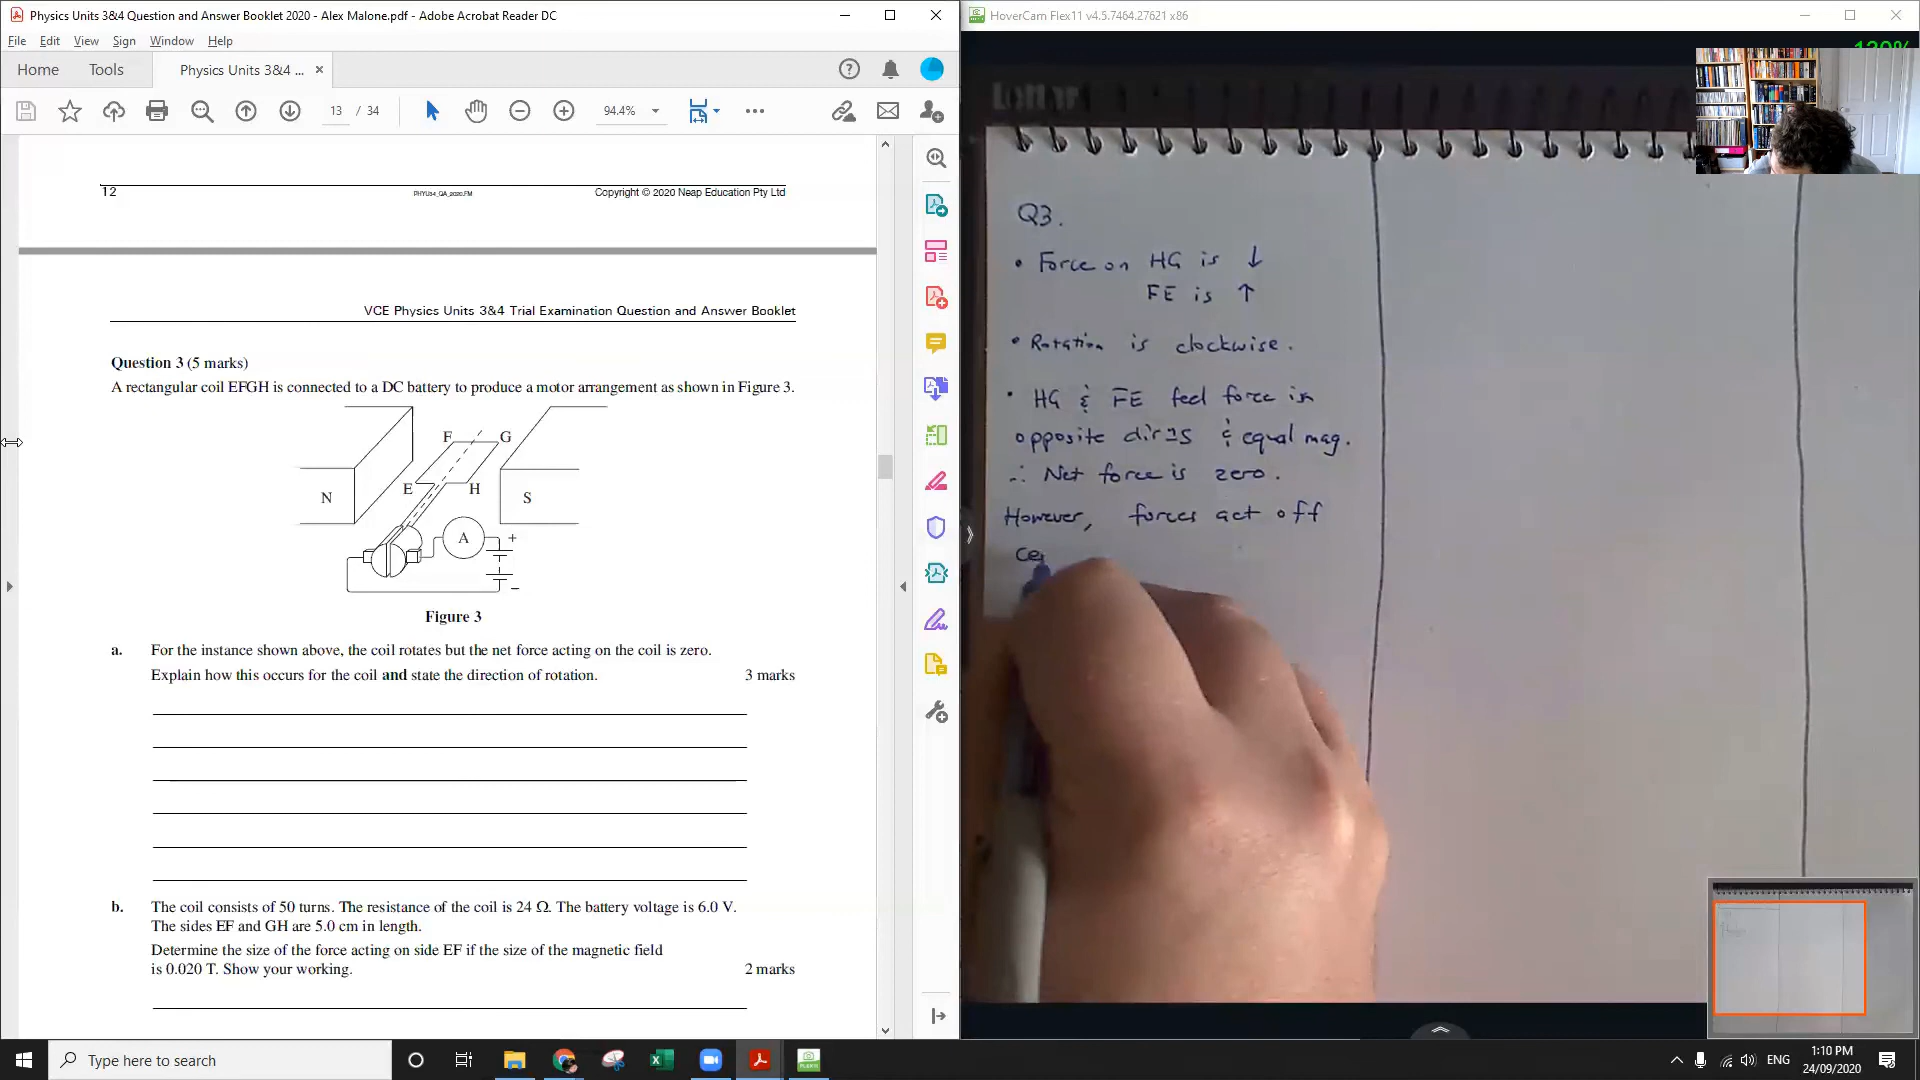 Physics Units 3&4 Question and Answer Booklet 2020 - Alex Malone.pdf - Adobe Acrobat Reader DC
File Edit View Sign Window Help
Home Tools Physics Units 3&4 ...
13 / 34 94.4%
12 PHYU34_QA_2020.FM Copyright © 2020 Neap Education Pty Ltd
VCE Physics Units 3&4 Trial Examination Question and Answer Booklet
Question 3 (5 marks)
A rectangular coil EFGH is connected to a DC battery to produce a motor arrangement as shown in Figure 3.
F G
E H
N S
A +
–
Figure 3
a. For the instance shown above, the coil rotates but the net force acting on the coil is zero.
Explain how this occurs for the coil and state the direction of rotation. 3 marks
b. The coil consists of 50 turns. The resistance of the coil is 24 Ω. The battery voltage is 6.0 V.
The sides EF and GH are 5.0 cm in length.
Determine the size of the force acting on side EF if the size of the magnetic field
is 0.020 T. Show your working. 2 marks
HoverCam Flex11 v4.5.7464.27621 x86
Q3.
• Force on HG is ↓
FE is ↑
• Rotation is clockwise.
• HG & FE feel force in
opposite dirⁿs & equal mag.
∴ Net force is zero.
However, forces act off
Type here to search
ENG
1:10 PM
24/09/2020